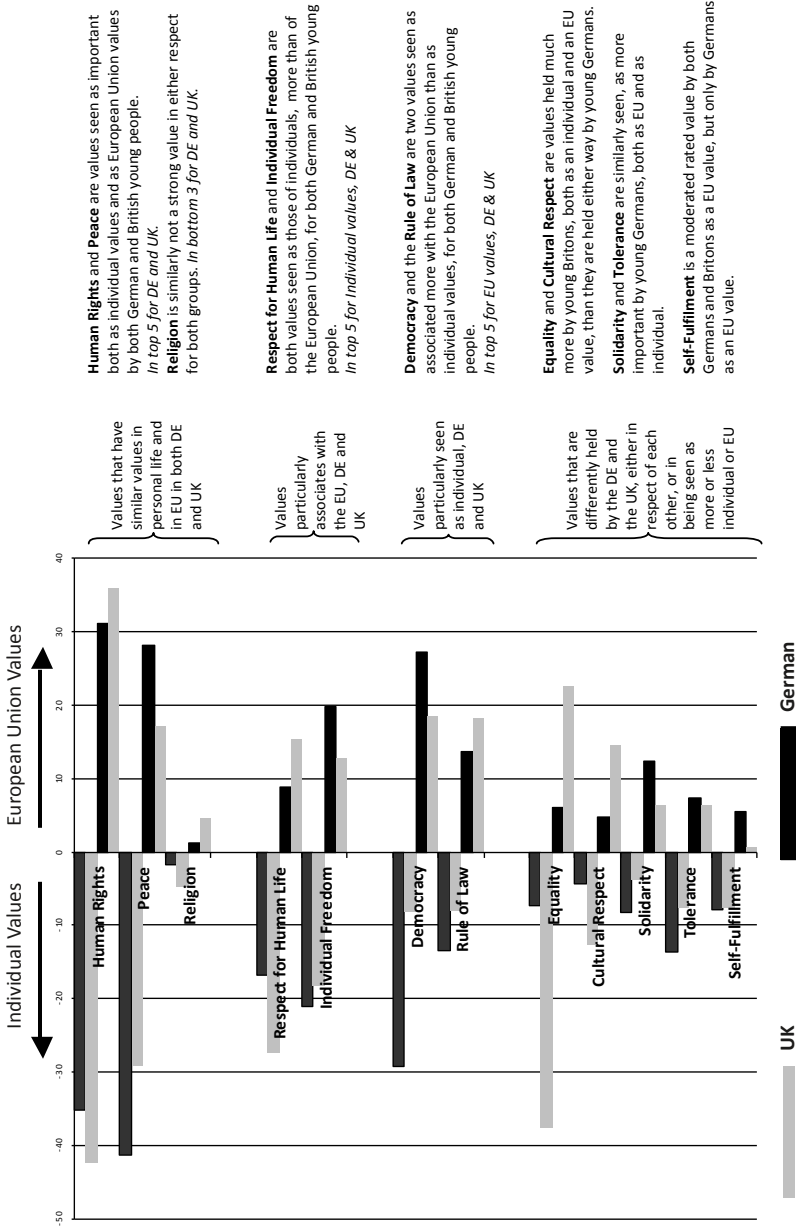 Individual Values
European Union Values
-50
-40
-30
-20
-10
0
10
20
30
40
Human Rights
Peace
Religion
Respect for Human Life
Individual Freedom
Democracy
Rule of Law
Equality
Cultural Respect
Solidarity
Tolerance
Self-Fulfillment
UK
German
Values that have
similar values in
personal life and
in EU in both DE
and UK
Values
particularly
associates with
the EU, DE and
UK
Values
particularly seen
as individual, DE
and UK
Values that are
differently held
by the DE and
the UK, either in
respect of each
other, or in
being seen as
more or less
individual or EU
Human Rights and Peace are values seen as important
both as individual values and as European Union values
by both German and British young people.
In top 5 for DE and UK.
Religion is similarly not a strong value in either respect
for both groups. In bottom 3 for DE and UK.
Respect for Human Life and Individual Freedom are
both values seen as those of individuals, more than of
the European Union, for both German and British young
people.
In top 5 for Individual values, DE & UK
Democracy and the Rule of Law are two values seen as
associated more with the European Union than as
individual values, for both German and British young
people.
In top 5 for EU values, DE & UK
Equality and Cultural Respect are values held much
more by young Britons, both as an individual and an EU
value, than they are held either way by young Germans.
Solidarity and Tolerance are similarly seen, as more
important by young Germans, both as EU and as
individual.
Self-Fulfilment is a moderated rated value by both
Germans and Britons as a EU value, but only by Germans
as an EU value.